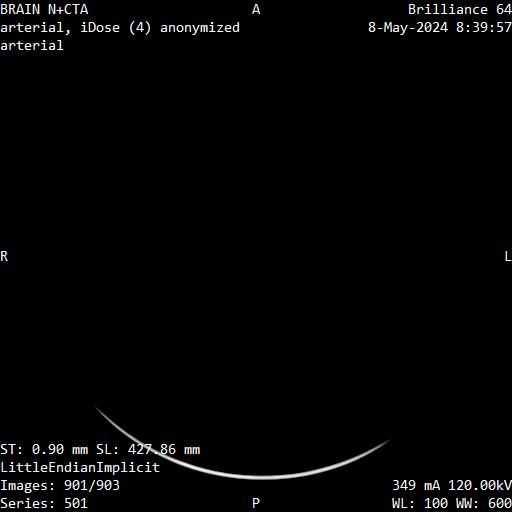 BRAIN N+CTA
A
Brilliance 64
arterial, iDose (4) anonymized
8-May-2024 8:39:57
arterial
R
L
ST: 0.90 mm SL: 427.86 mm
LittleEndianImplicit
Images: 901/903
349 mA 120.00kV
Series: 501
P
WL: 100 WW: 600